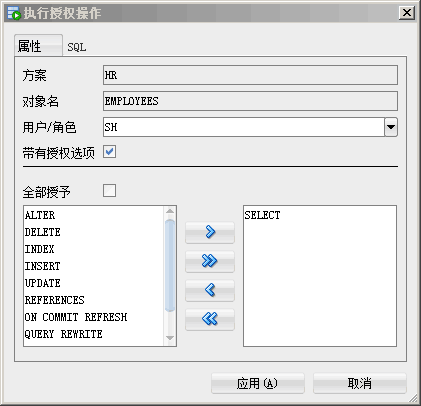 执行授权操作
属性 SQL
方案 HR
对象名 EMPLOYEES
用户/角色 SH
带有授权选项
全部授予
ALTER
DELETE
INDEX
INSERT
UPDATE
REFERENCES
ON COMMIT REFRESH
QUERY REWRITE
SELECT
应用(A) 取消